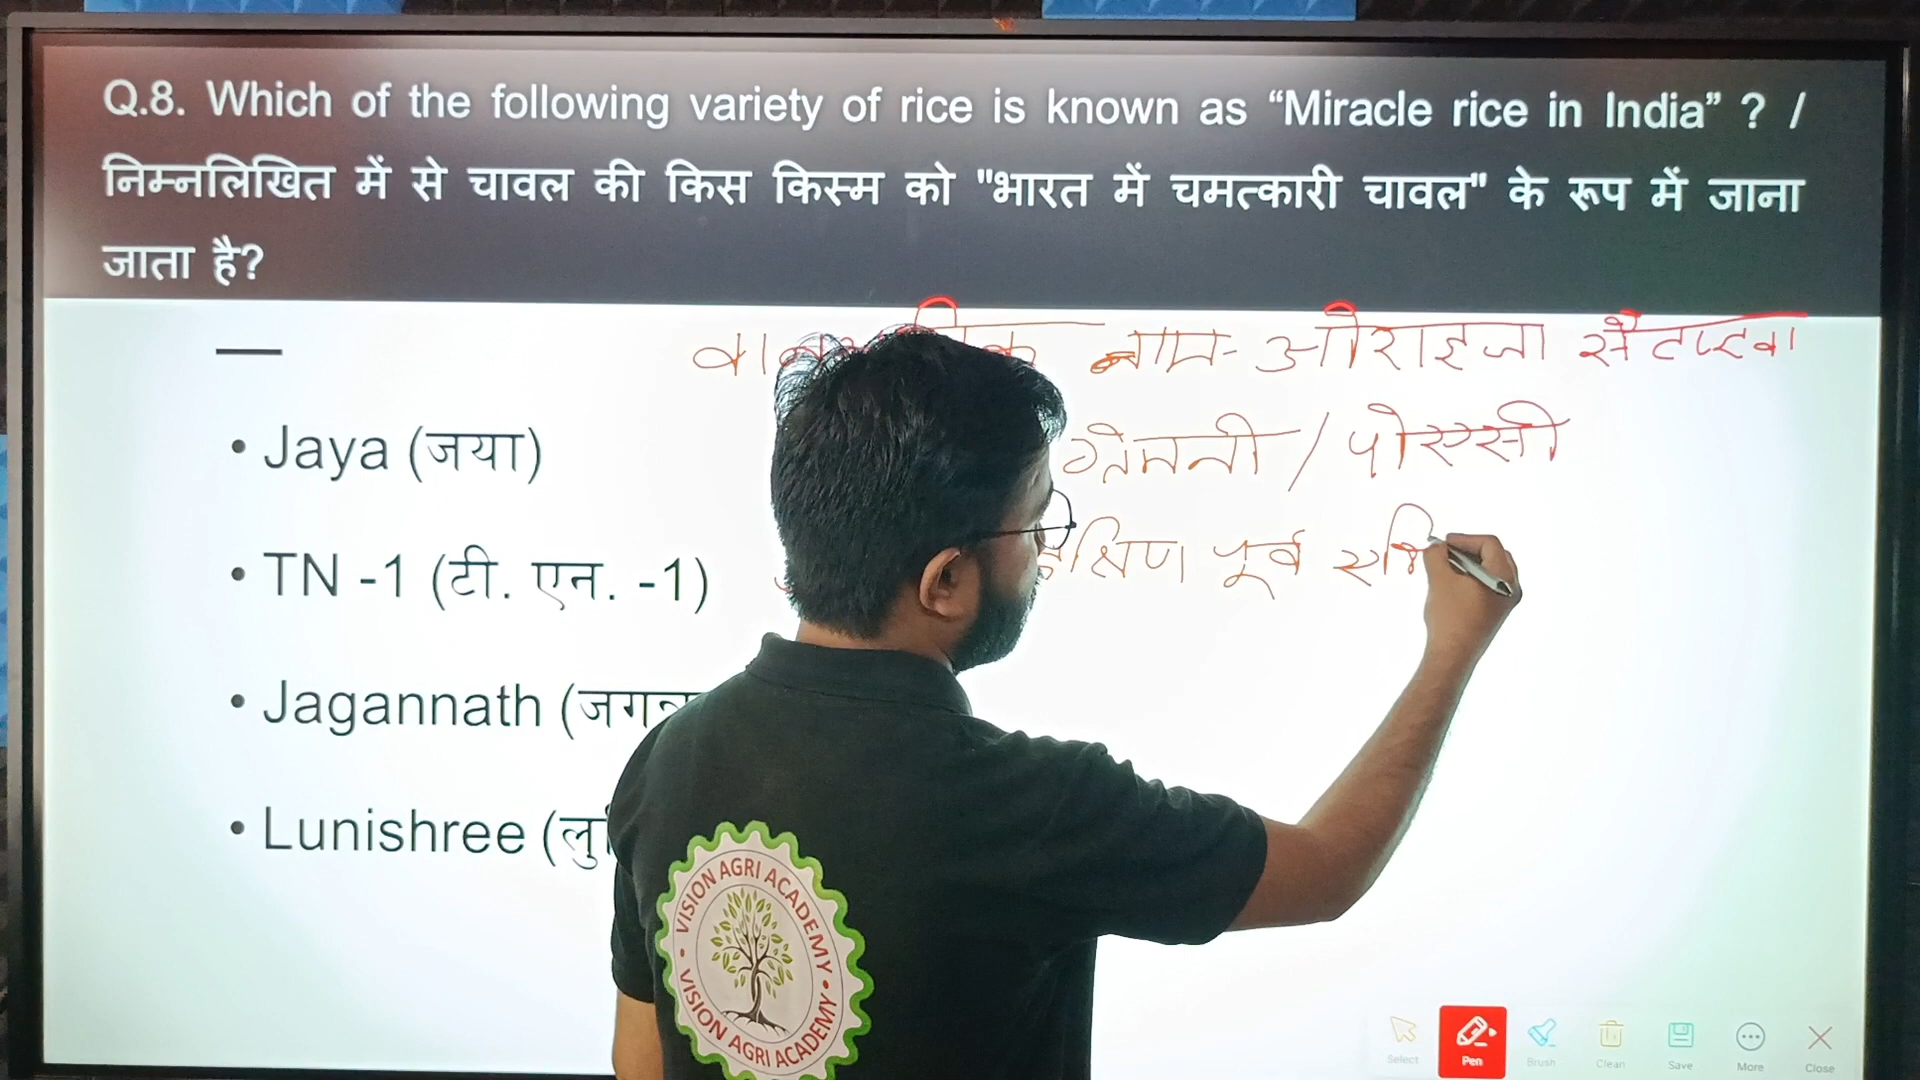 Q.8. Which of the following variety of rice is known as “Miracle rice in India” ? /
निम्नलिखित में से चावल की किस किस्म को "भारत में चमत्कारी चावल" के रूप में जाना
जाता है?
नाम- ओराइजा सैटाइवा
• Jaya (जया)
/ पोएसी
• TN -1 (टी. एन. -1)
दक्षिण पूर्व
• Jagannath
• Lunishree
VISION AGRI ACADEMY
VISION AGRI ACADEMY
Select
Pen
Brush
Clean
Save
More
Close